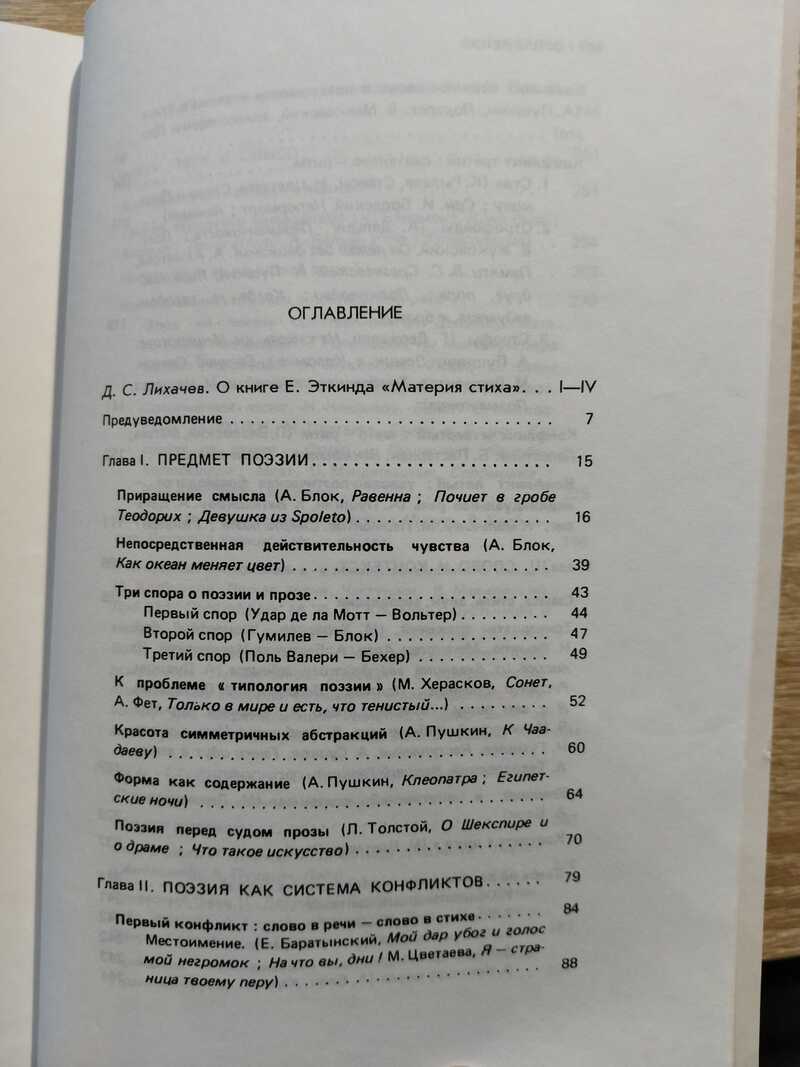 ОГЛАВЛЕНИЕ
Д. С. Лихачев. О книге Е. Эткинда «Материя стиха». . . I—IV
Предуведомление . . . . . . . . . . . . . . . . . . . . . . . . . . . . . . 7
Глава I. ПРЕДМЕТ ПОЭЗИИ. . . . . . . . . . . . . . . . . . . . . . 15
Приращение смысла (А. Блок, Равенна ; Почиет в гробе
Теодорих ; Девушка из Spoleto) . . . . . . . . . . . . . . . . . . 16
Непосредственная действительность чувства (А. Блок,
Как океан меняет цвет) . . . . . . . . . . . . . . . . . . . . . . . . 39
Три спора о поэзии и прозе. . . . . . . . . . . . . . . . . . . . . . 43
Первый спор (Удар де ла Мотт — Вольтер) . . . . . . . . . 44
Второй спор (Гумилев — Блок) . . . . . . . . . . . . . . . . . 47
Третий спор (Поль Валери — Бехер) . . . . . . . . . . . . . 49
К проблеме « типология поэзии » (М. Херасков, Сонет,
А. Фет, Только в мире и есть, что тенистый...) . . . . . . . . . 52
Красота симметричных абстракций (А. Пушкин, К Чаа-
даеву) . . . . . . . . . . . . . . . . . . . . . . . . . . . . . . . . . . . 60
Форма как содержание (А. Пушкин, Клеопатра ; Египет-
ские ночи) . . . . . . . . . . . . . . . . . . . . . . . . . . . . . . . . 64
Поэзия перед судом прозы (Л. Толстой, О Шекспире и
о драме ; Что такое искусство) . . . . . . . . . . . . . . . . . . . 70
Глава II. ПОЭЗИЯ КАК СИСТЕМА КОНФЛИКТОВ. . . . . . 79
Первый конфликт : слово в речи — слово в стихе . . . . . . . 84
Местоимение. (Е. Баратынский, Мой дар убог и голос
мой негромок ; На что вы, дни ! М. Цветаева, Я — стра-
ница твоему перу) . . . . . . . . . . . . . . . . . . . . . . . . . . 88